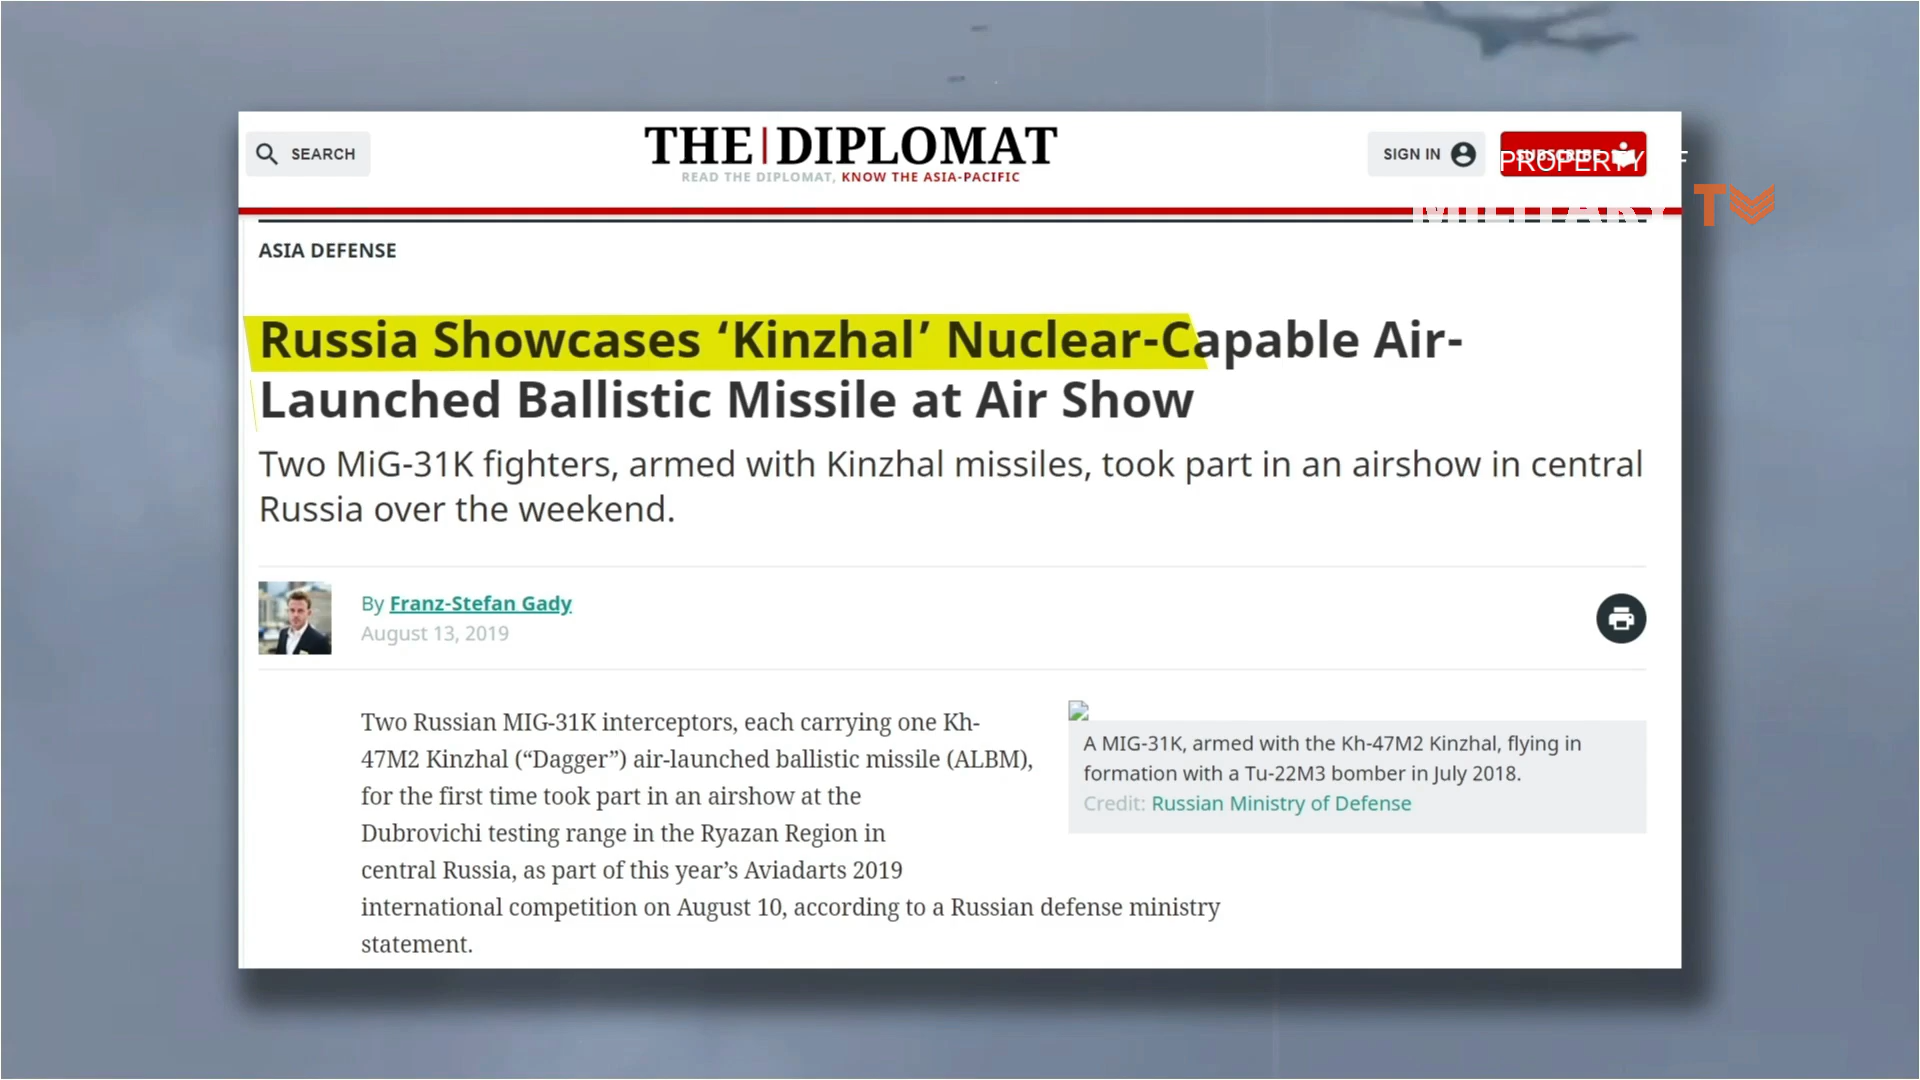 SEARCH
THE|DIPLOMAT
READ THE DIPLOMAT, KNOW THE ASIA-PACIFIC
SIGN IN
SUBSCRIBE
PROPERTY OF
MILITARY TV
ASIA DEFENSE
Russia Showcases ‘Kinzhal’ Nuclear-Capable Air-
Launched Ballistic Missile at Air Show
Two MiG-31K fighters, armed with Kinzhal missiles, took part in an airshow in central
Russia over the weekend.
By Franz-Stefan Gady
August 13, 2019
Two Russian MIG-31K interceptors, each carrying one Kh-
47M2 Kinzhal (“Dagger”) air-launched ballistic missile (ALBM),
for the first time took part in an airshow at the
Dubrovichi testing range in the Ryazan Region in
central Russia, as part of this year’s Aviadarts 2019
international competition on August 10, according to a Russian defense ministry
statement.
A MIG-31K, armed with the Kh-47M2 Kinzhal, flying in
formation with a Tu-22M3 bomber in July 2018.
Credit: Russian Ministry of Defense